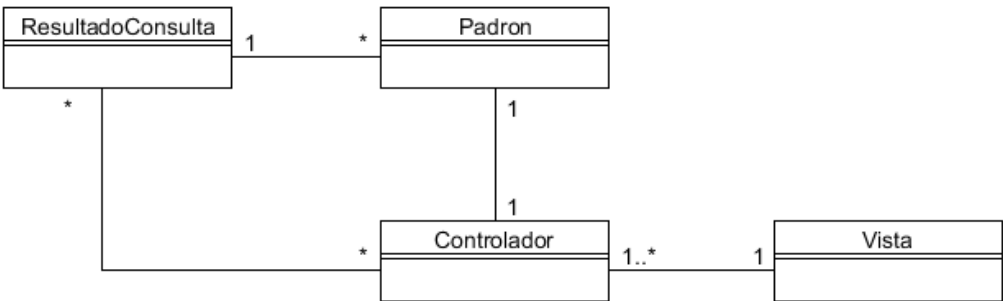 ResultadoConsulta
Padron
1
*
*
1
1
Controlador
Vista
*
1..*
1